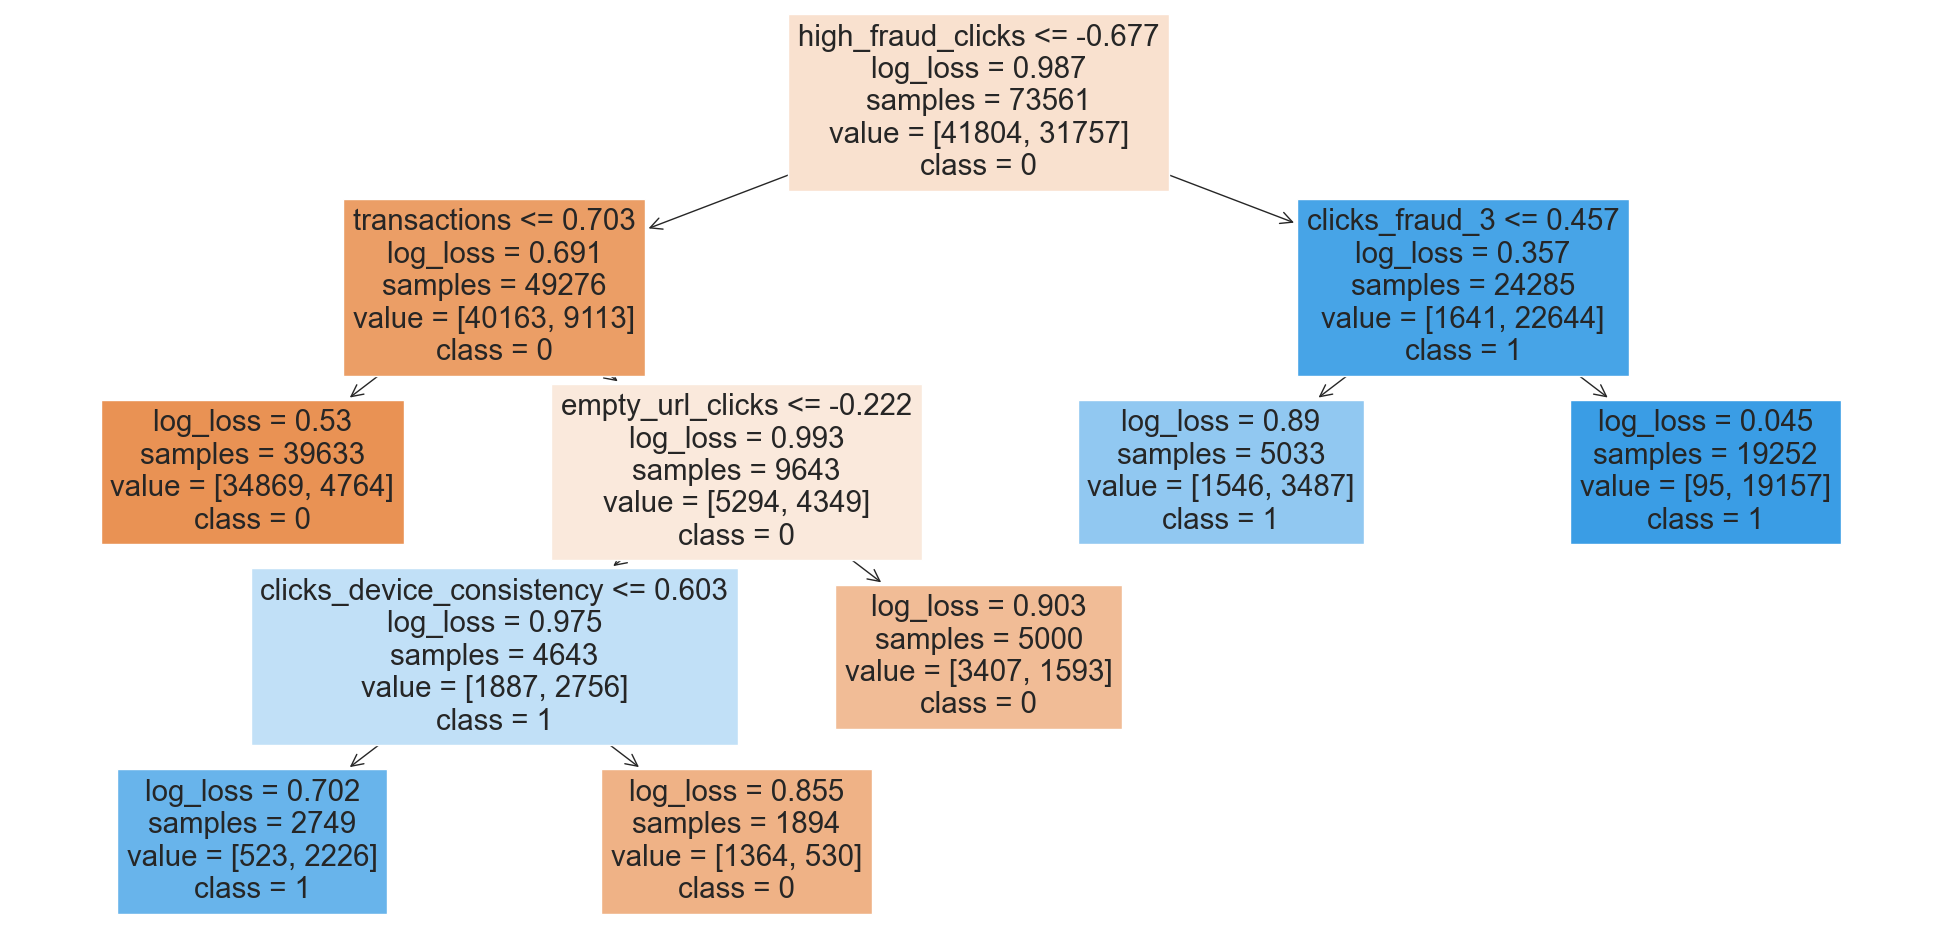 high_fraud_clicks <= -0.677
log_loss = 0.987
samples = 73561
value = [41804, 31757]
class = 0
transactions <= 0.703
log_loss = 0.691
samples = 49276
value = [40163, 9113]
class = 0
clicks_fraud_3 <= 0.457
log_loss = 0.357
samples = 24285
value = [1641, 22644]
class = 1
log_loss = 0.53
samples = 39633
value = [34869, 4764]
class = 0
empty_url_clicks <= -0.222
log_loss = 0.993
samples = 9643
value = [5294, 4349]
class = 0
log_loss = 0.89
samples = 5033
value = [1546, 3487]
class = 1
log_loss = 0.045
samples = 19252
value = [95, 19157]
class = 1
clicks_device_consistency <= 0.603
log_loss = 0.975
samples = 4643
value = [1887, 2756]
class = 1
log_loss = 0.903
samples = 5000
value = [3407, 1593]
class = 0
log_loss = 0.702
samples = 2749
value = [523, 2226]
class = 1
log_loss = 0.855
samples = 1894
value = [1364, 530]
class = 0